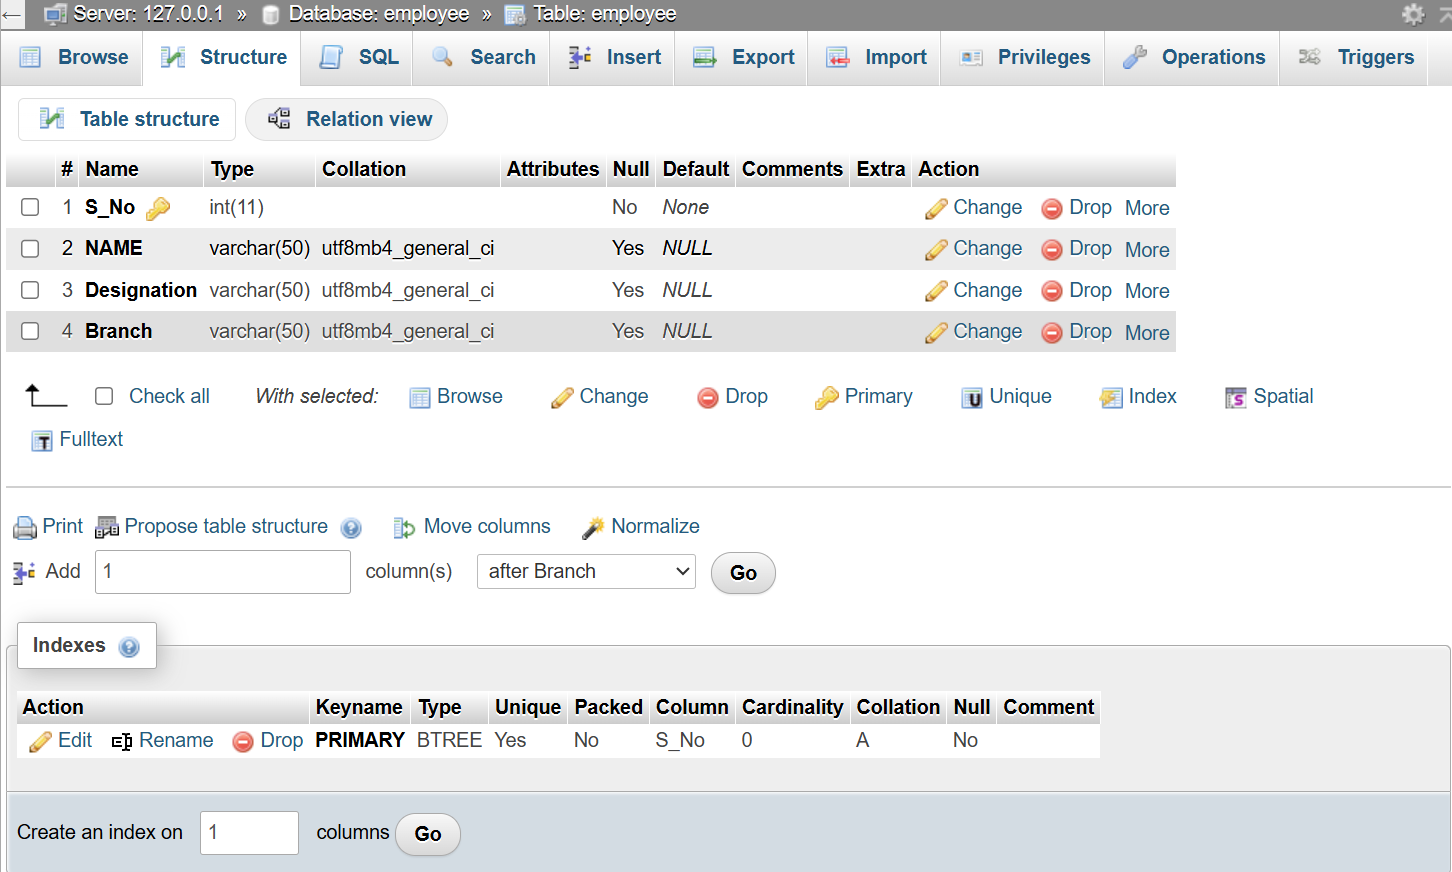 Server: 127.0.0.1 » Database: employee » Table: employee
Browse Structure SQL Search Insert Export Import Privileges Operations Triggers
Table structure Relation view
# Name Type Collation Attributes Null Default Comments Extra Action
1 S_No int(11) No None Change Drop More
2 NAME varchar(50) utf8mb4_general_ci Yes NULL Change Drop More
3 Designation varchar(50) utf8mb4_general_ci Yes NULL Change Drop More
4 Branch varchar(50) utf8mb4_general_ci Yes NULL Change Drop More
Check all With selected: Browse Change Drop Primary Unique Index Spatial
Fulltext
Print Propose table structure Move columns Normalize
Add 1 column(s) after Branch Go
Indexes
Action Keyname Type Unique Packed Column Cardinality Collation Null Comment
Edit Rename Drop PRIMARY BTREE Yes No S_No 0 A No
Create an index on 1 columns Go